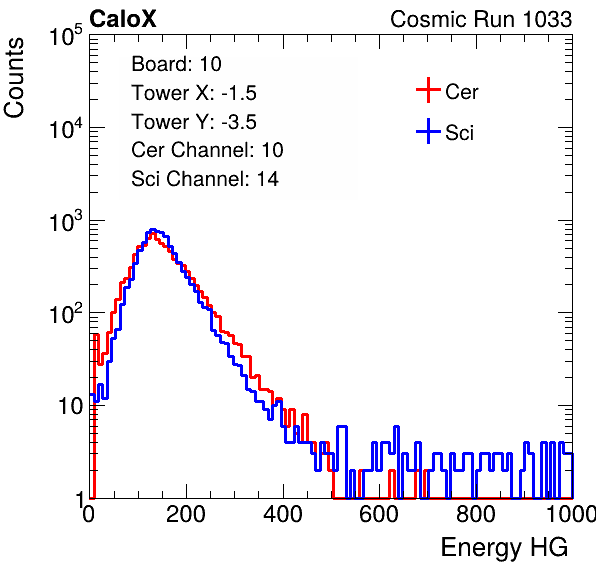 CaloX Cosmic Run 1033
Counts
Board: 10
Tower X: -1.5
Tower Y: -3.5
Cer Channel: 10
Sci Channel: 14
Cer
Sci
10^5
10^4
10^3
10^2
10
1
0 200 400 600 800 1000
Energy HG